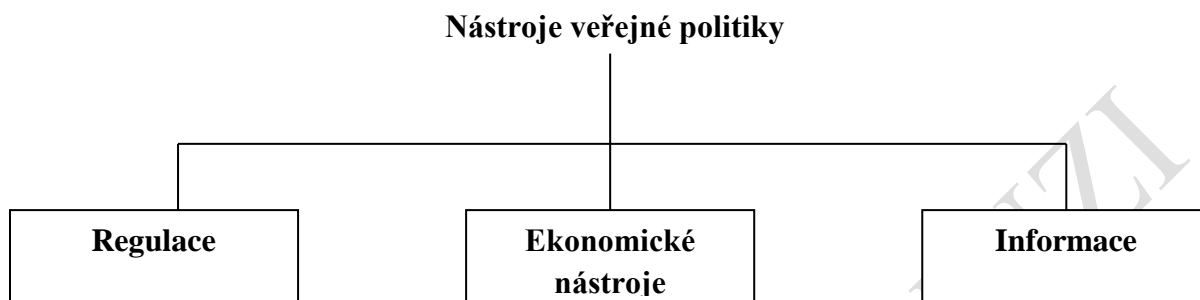 Nástroje veřejné politiky
Regulace
Ekonomické
nástroje
Informace